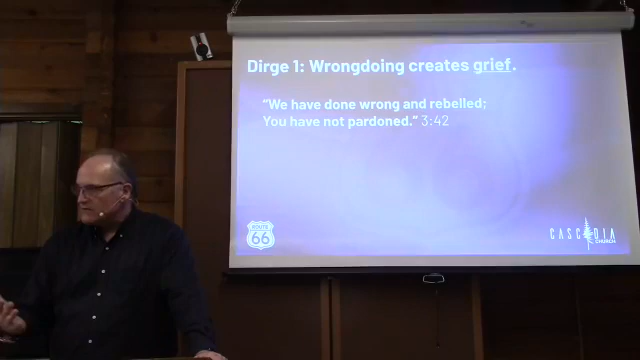 Dirge 1: Wrongdoing creates grief.
“We have done wrong and rebelled;
You have not pardoned.” 3:42
ROUTE
66
CASCADIA
CHURCH